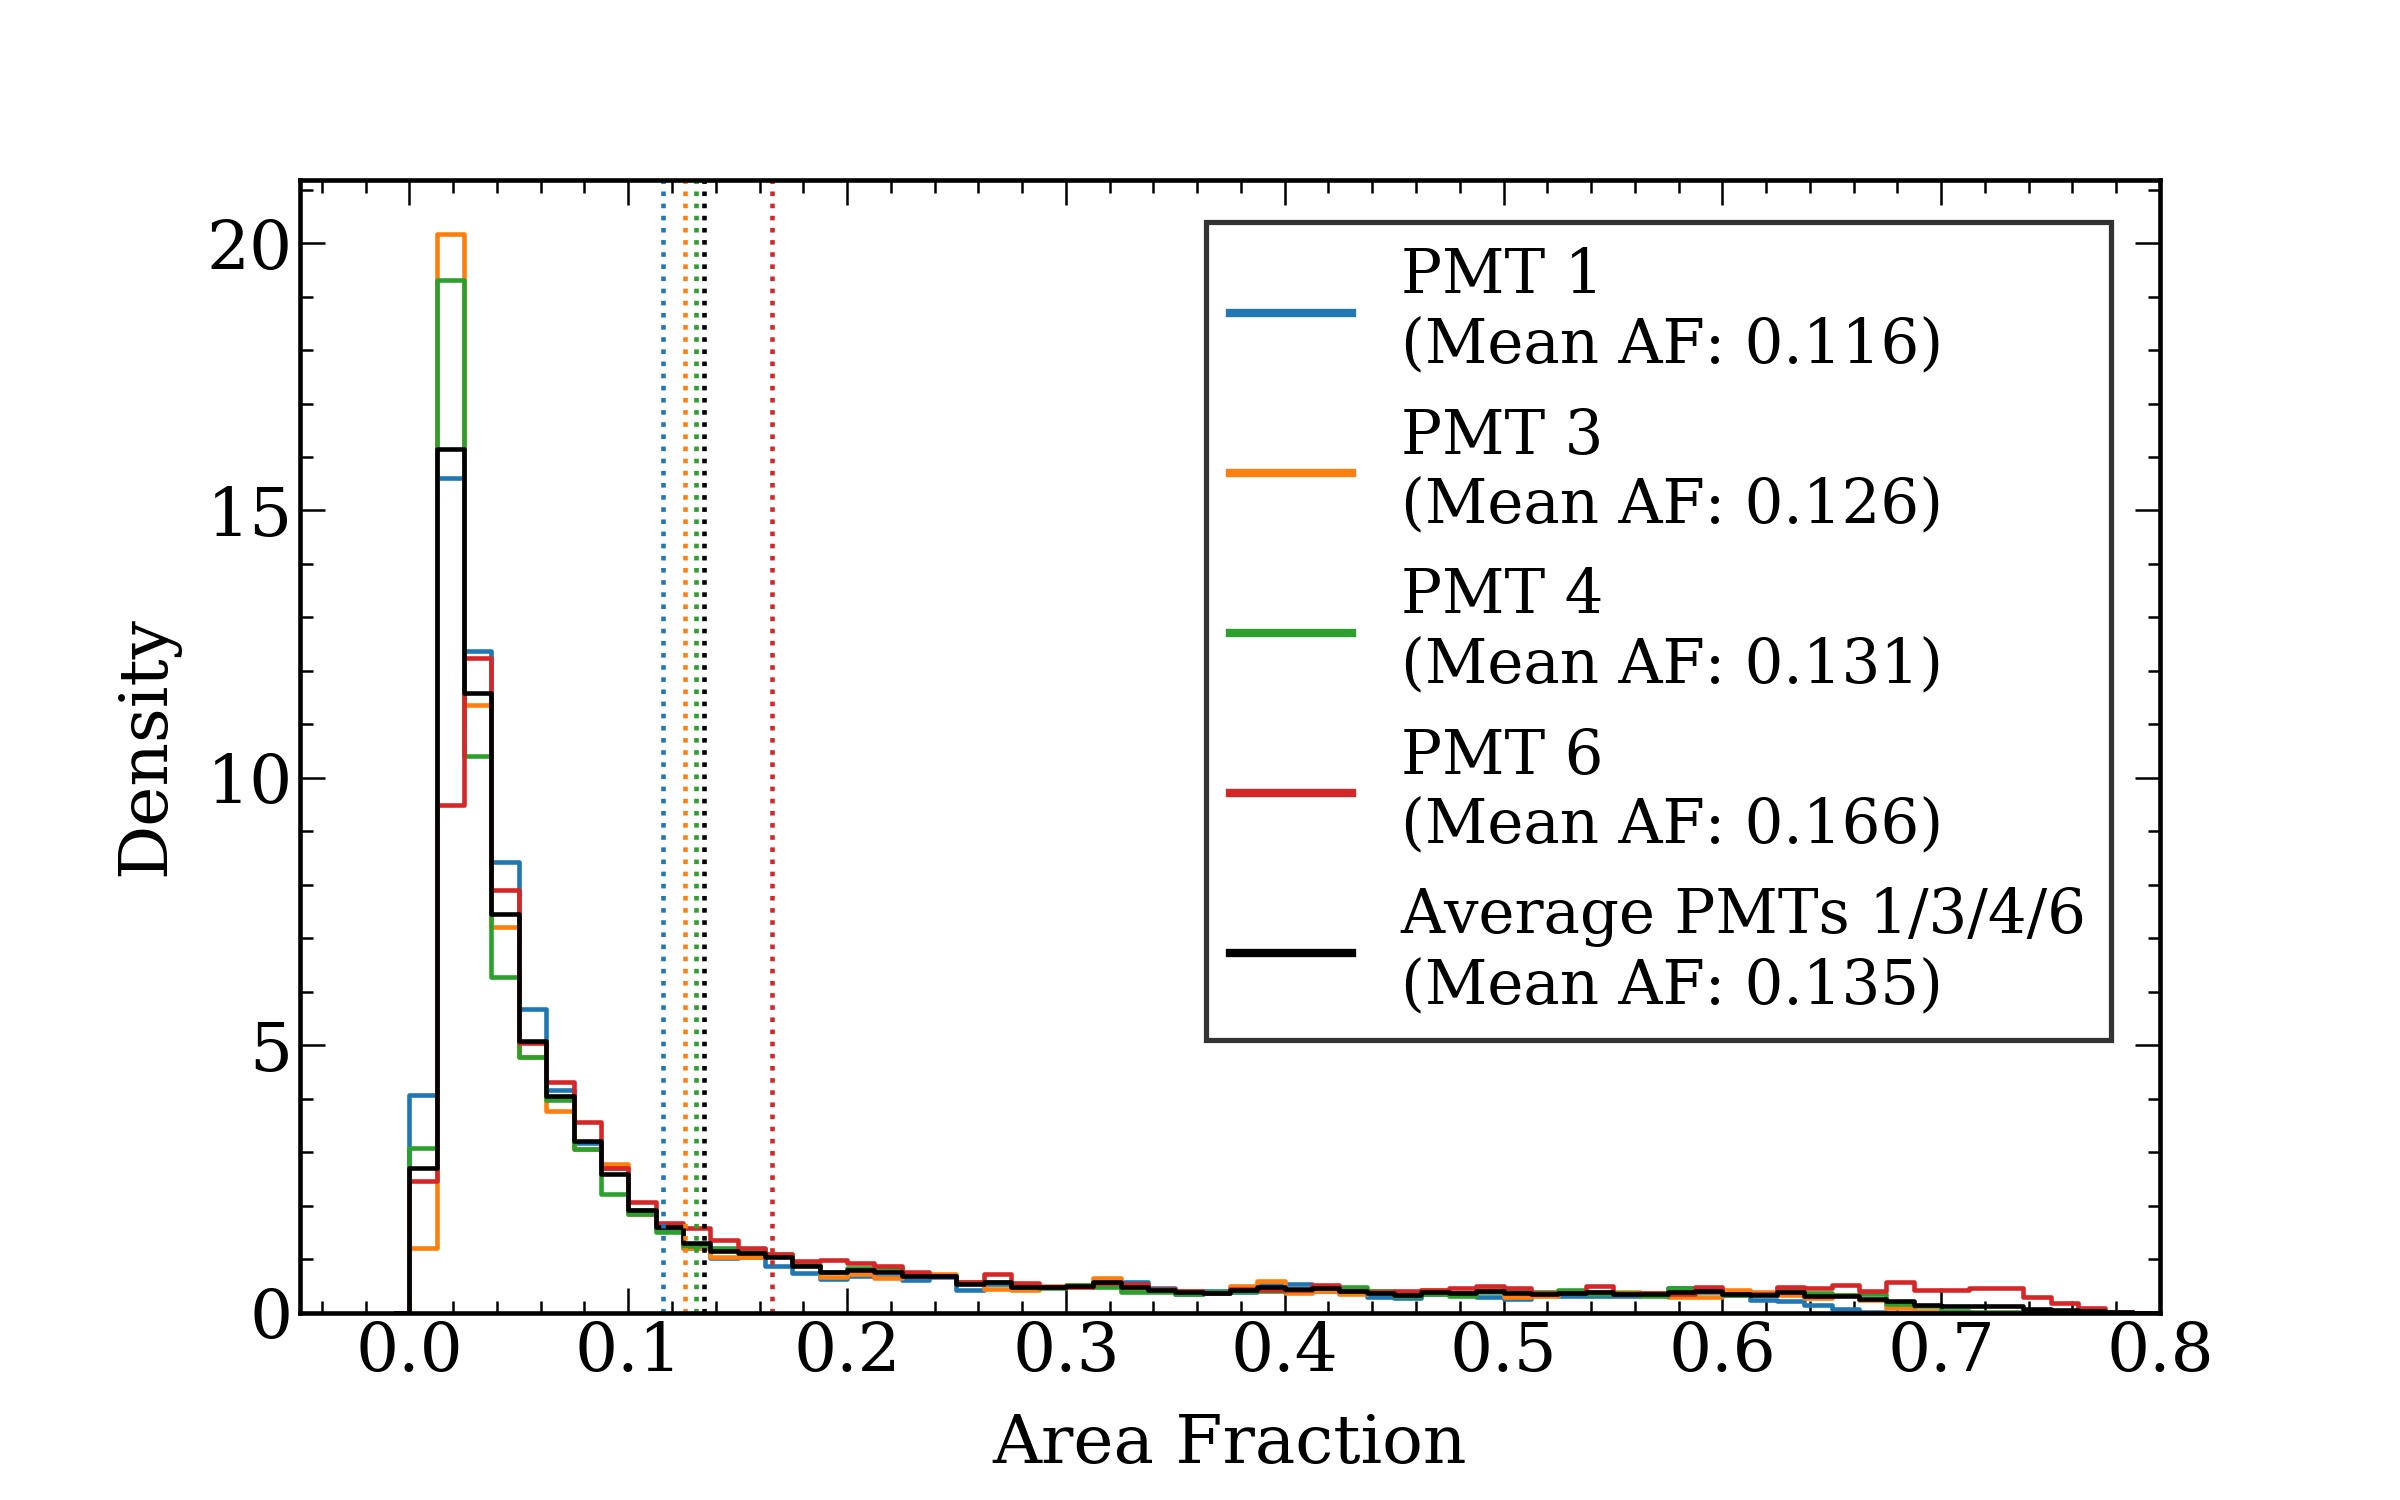 20
15
10
5
0
Density
0.0 0.1 0.2 0.3 0.4 0.5 0.6 0.7 0.8
Area Fraction
PMT 1
(Mean AF: 0.116)
PMT 3
(Mean AF: 0.126)
PMT 4
(Mean AF: 0.131)
PMT 6
(Mean AF: 0.166)
Average PMTs 1/3/4/6
(Mean AF: 0.135)